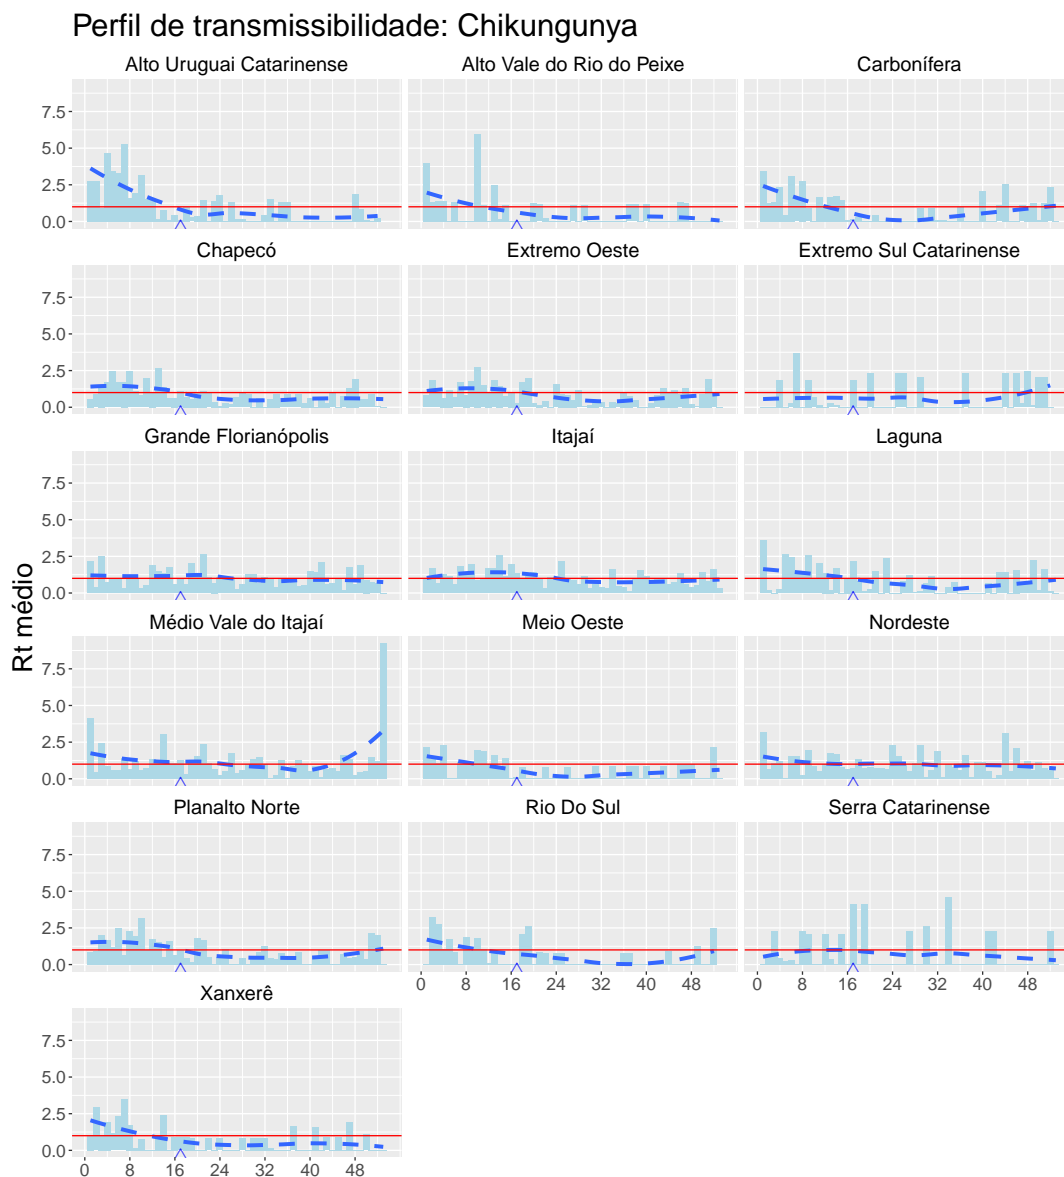 Perfil de transmissibilidade: Chikungunya
Alto Uruguai Catarinense Alto Vale do Rio do Peixe Carbonífera
7.5
5.0
2.5
0.0
Chapecó Extremo Oeste Extremo Sul Catarinense
7.5
5.0
2.5
0.0
Grande Florianópolis Itajaí Laguna
7.5
5.0
2.5
0.0
Rt médio
Médio Vale do Itajaí Meio Oeste Nordeste
7.5
5.0
2.5
0.0
Planalto Norte Rio Do Sul Serra Catarinense
7.5
5.0
2.5
0.0
0 8 16 24 32 40 48 0 8 16 24 32 40 48
Xanxerê
7.5
5.0
2.5
0.0
0 8 16 24 32 40 48